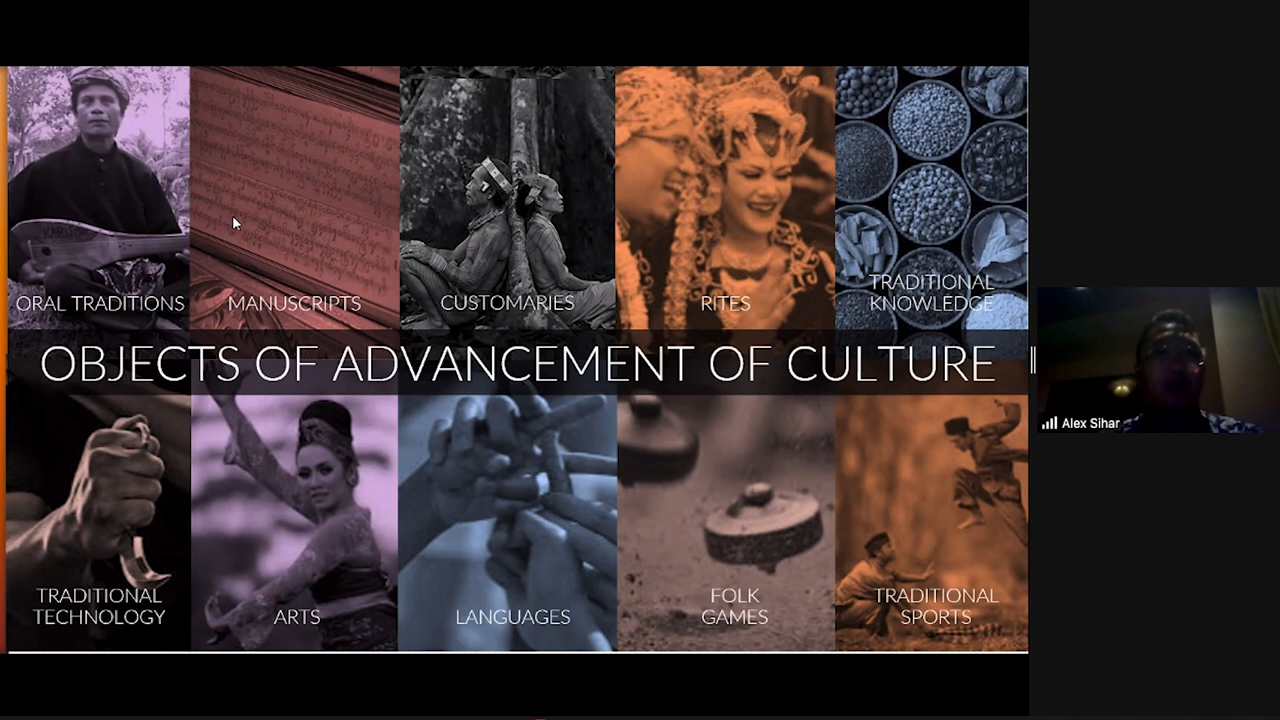 ORAL TRADITIONS
MANUSCRIPTS
CUSTOMARIES
RITES
TRADITIONAL
KNOWLEDGE
OBJECTS OF ADVANCEMENT OF CULTURE
Alex Sihar
TRADITIONAL
TECHNOLOGY
ARTS
LANGUAGES
FOLK
GAMES
TRADITIONAL
SPORTS